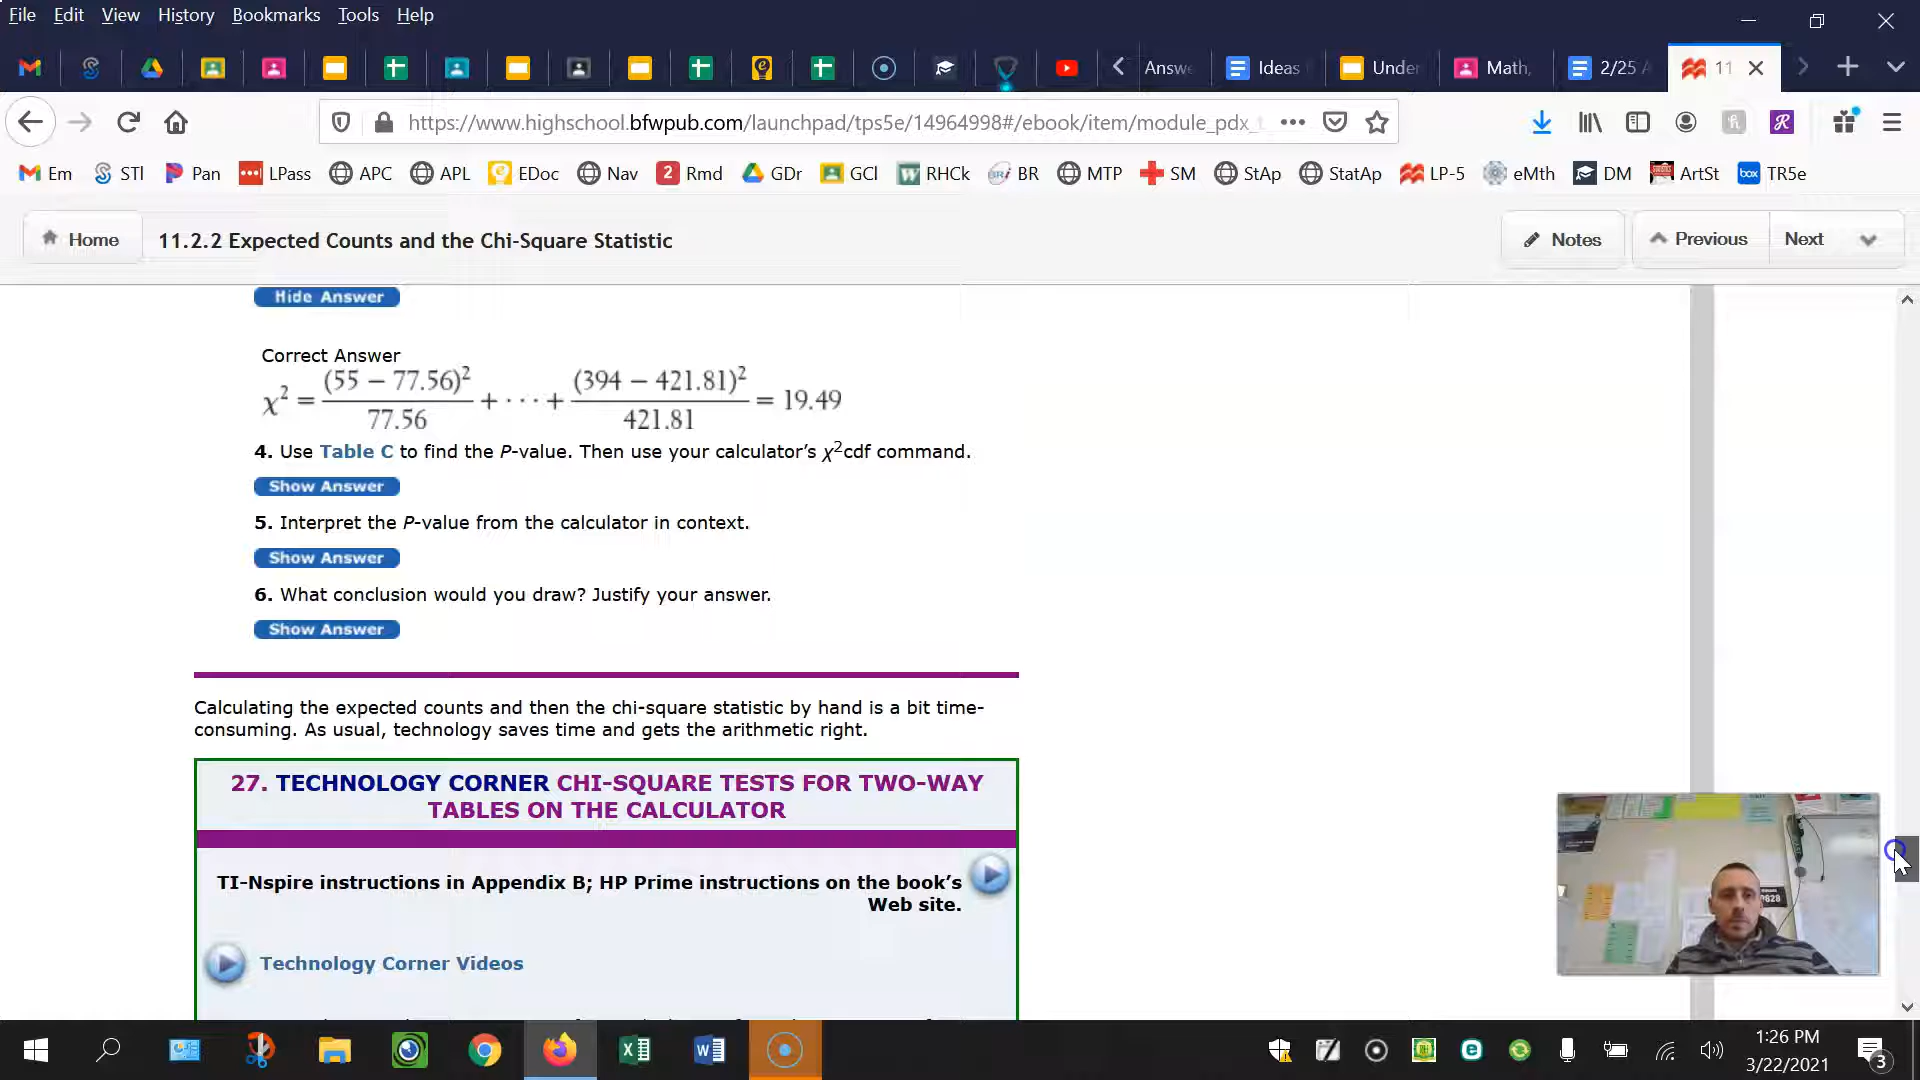 File Edit View History Bookmarks Tools Help
Answ Ideas Under Math, 2/25 A 11
https://www.highschool.bfwpub.com/launchpad/tps5e/14964998#/ebook/item/module_pdx_t
Em STl Pan LPass APC APL EDoc Nav Rmd GDr GCl RHCk BR MTP SM StAp StatAp LP-5 eMth DM ArtSt TR5e
Home 11.2.2 Expected Counts and the Chi-Square Statistic Notes Previous Next
Hide Answer
Correct Answer
χ² = (55 − 77.56)²/77.56 + ··· + (394 − 421.81)²/421.81 = 19.49
4. Use Table C to find the P-value. Then use your calculator’s χ²cdf command.
Show Answer
5. Interpret the P-value from the calculator in context.
Show Answer
6. What conclusion would you draw? Justify your answer.
Show Answer
Calculating the expected counts and then the chi-square statistic by hand is a bit time-
consuming. As usual, technology saves time and gets the arithmetic right.
27. TECHNOLOGY CORNER CHI-SQUARE TESTS FOR TWO-WAY
TABLES ON THE CALCULATOR
TI-Nspire instructions in Appendix B; HP Prime instructions on the book’s
Web site.
Technology Corner Videos
1:26 PM
3/22/2021
3